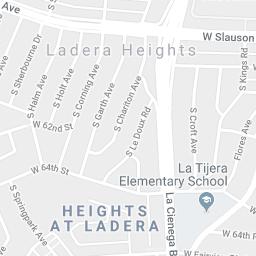 Ave
W Slauson
Ladera Heights
S Sherbourne Dr
S Halm Ave
S Holt Ave
S Corning Ave
S Garth Ave
S Chariton Ave
S Le Doux Rd
S Croft Ave
S Kings Rd
Flores Ave
W 62nd St
W 64th St
La Tijera
Elementary School
La Cienega B
HEIGHTS
AT LADERA
S Springpark Ave
W 64th